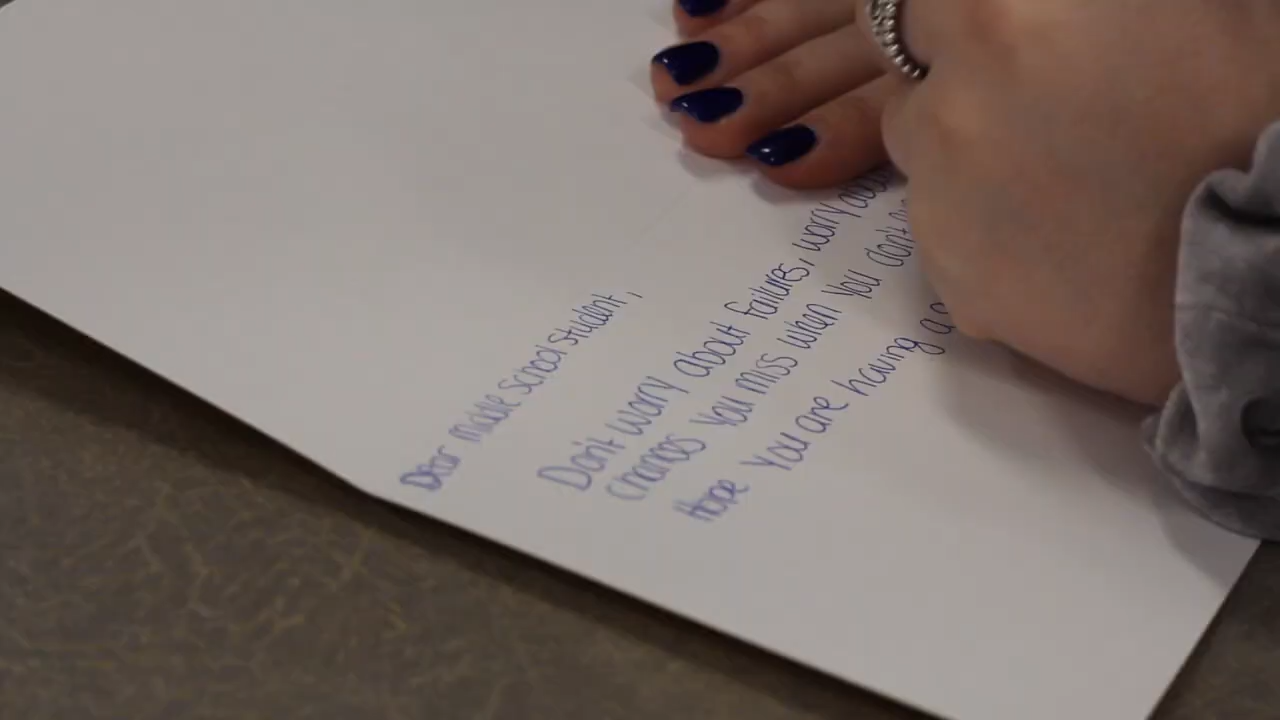 Dear Middle School Student,
Don't worry about failures, worry
chances You miss when You don't
Hope You are having a